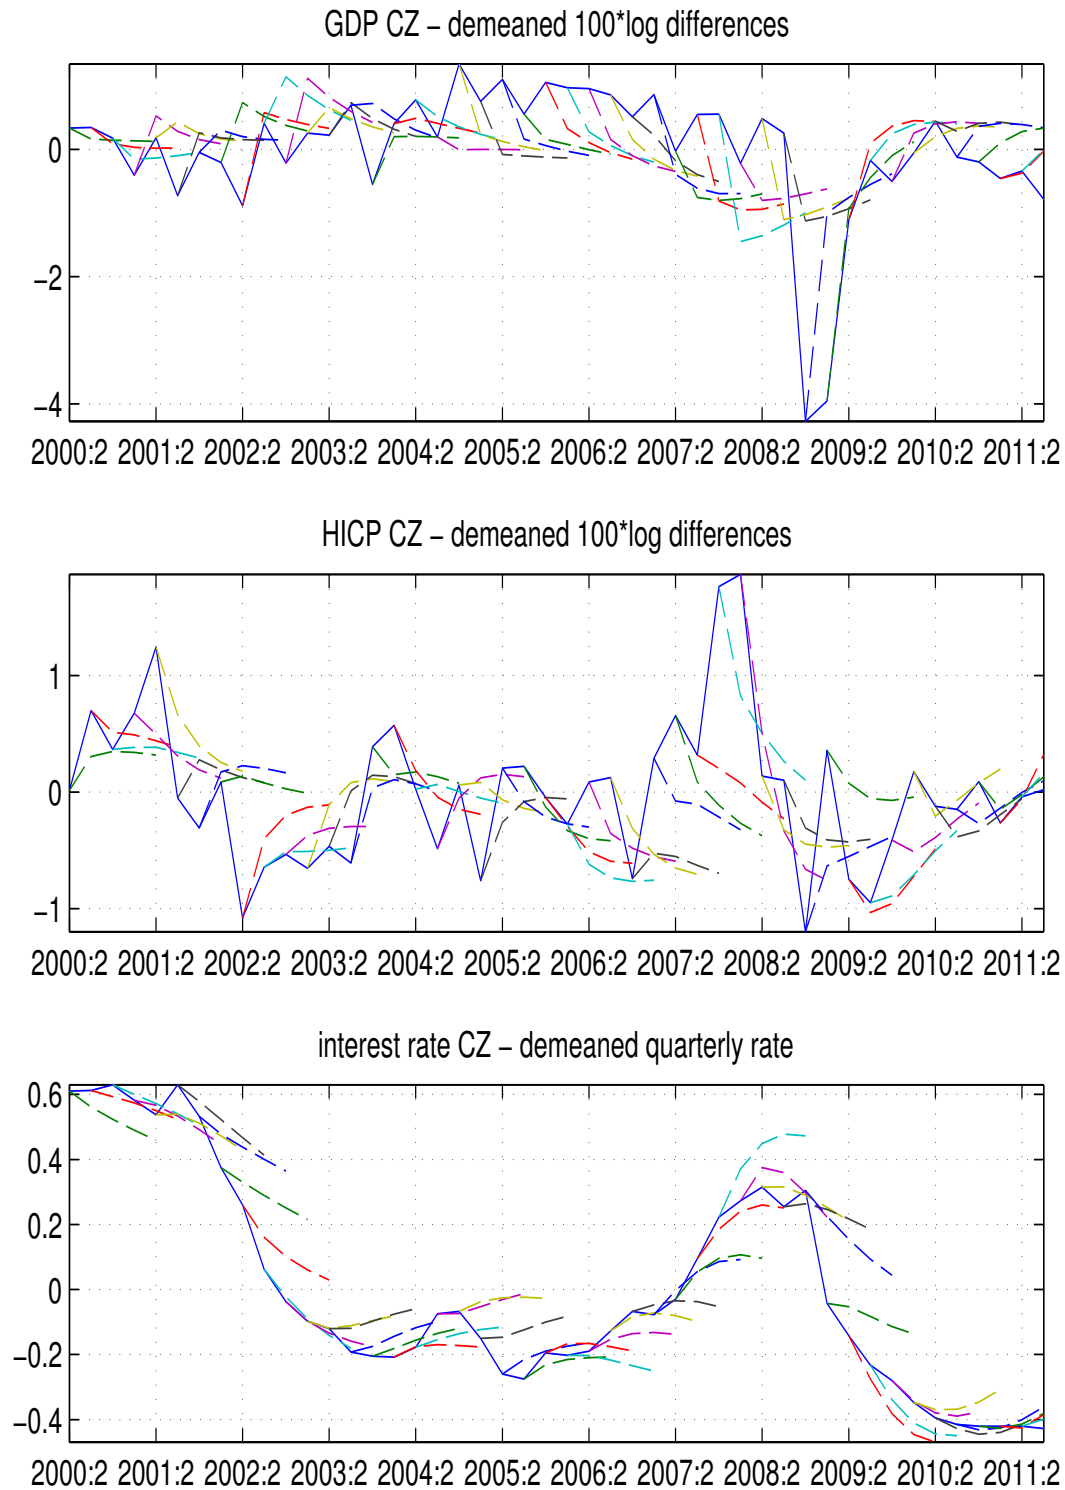 GDP CZ − demeaned 100*log differences
0
−2
−4
2000:2 2001:2 2002:2 2003:2 2004:2 2005:2 2006:2 2007:2 2008:2 2009:2 2010:2 2011:2
HICP CZ − demeaned 100*log differences
1
0
−1
2000:2 2001:2 2002:2 2003:2 2004:2 2005:2 2006:2 2007:2 2008:2 2009:2 2010:2 2011:2
interest rate CZ − demeaned quarterly rate
0.6
0.4
0.2
0
−0.2
−0.4
2000:2 2001:2 2002:2 2003:2 2004:2 2005:2 2006:2 2007:2 2008:2 2009:2 2010:2 2011:2